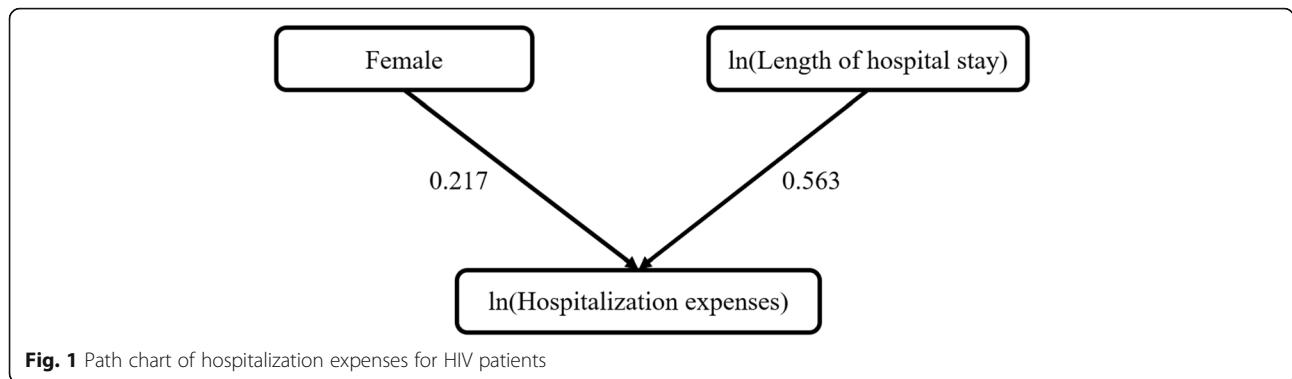 Female
ln(Length of hospital stay)
0.217
0.563
ln(Hospitalization expenses)
Fig. 1 Path chart of hospitalization expenses for HIV patients